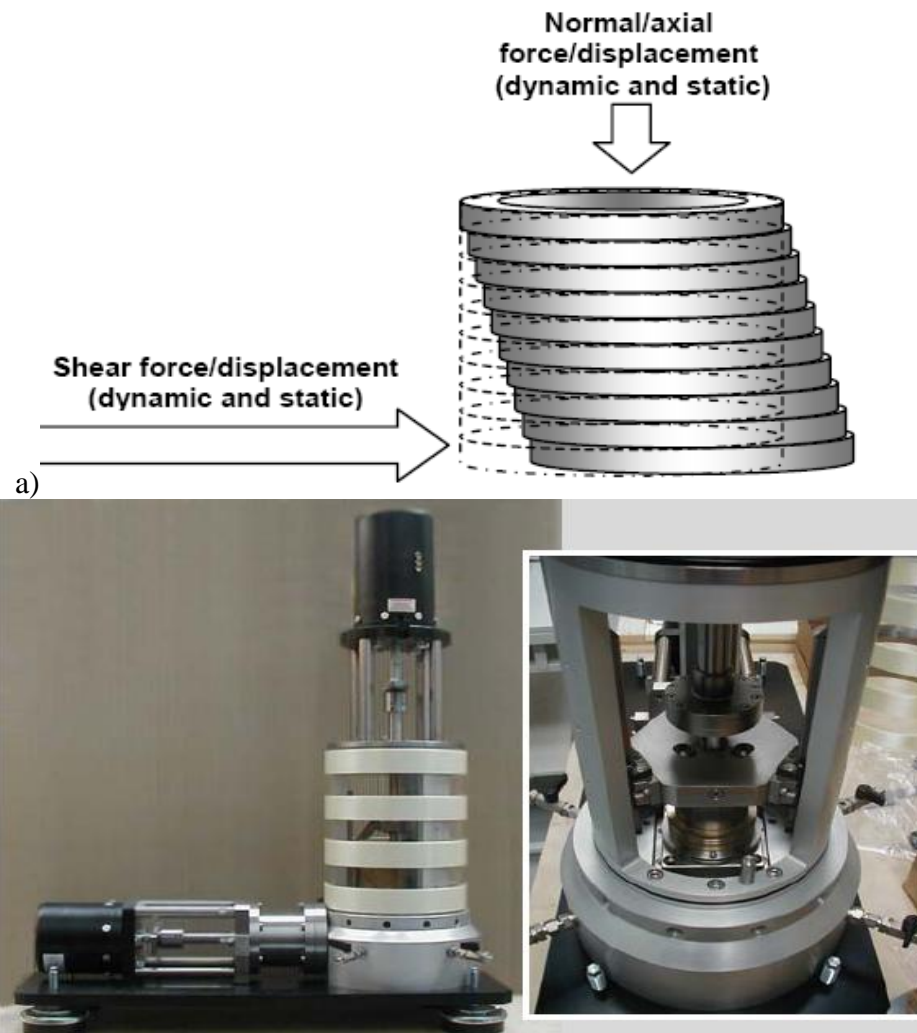 Normal/axial
force/displacement
(dynamic and static)
Shear force/displacement
(dynamic and static)
a)